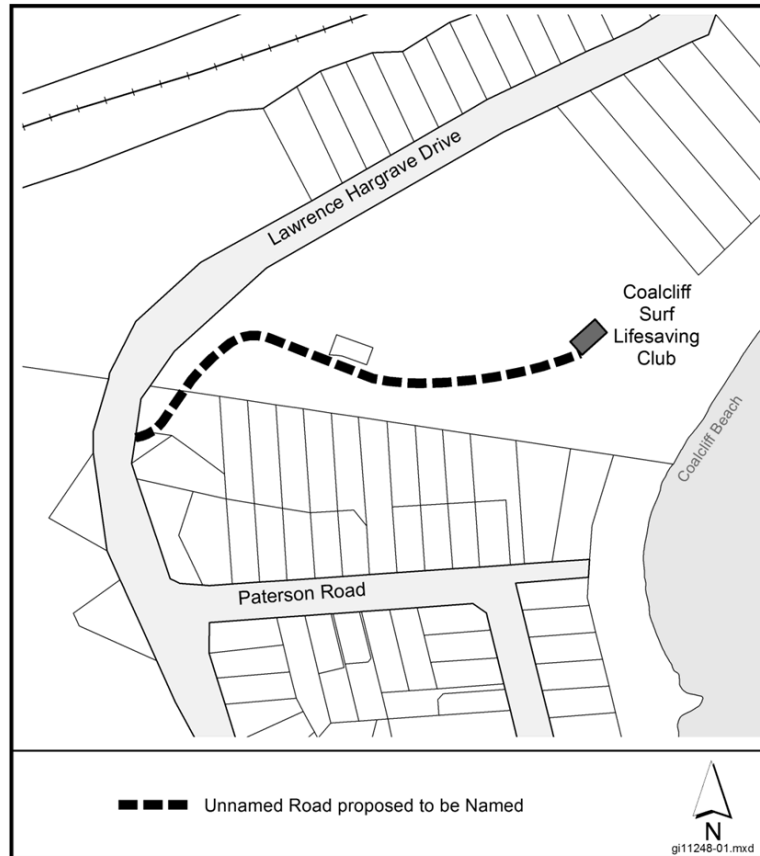 Lawrence Hargrave Drive
Coalcliff
Surf
Lifesaving
Club
Coalcliff Beach
Paterson Road
Unnamed Road proposed to be Named
N
gi11248-01.mxd